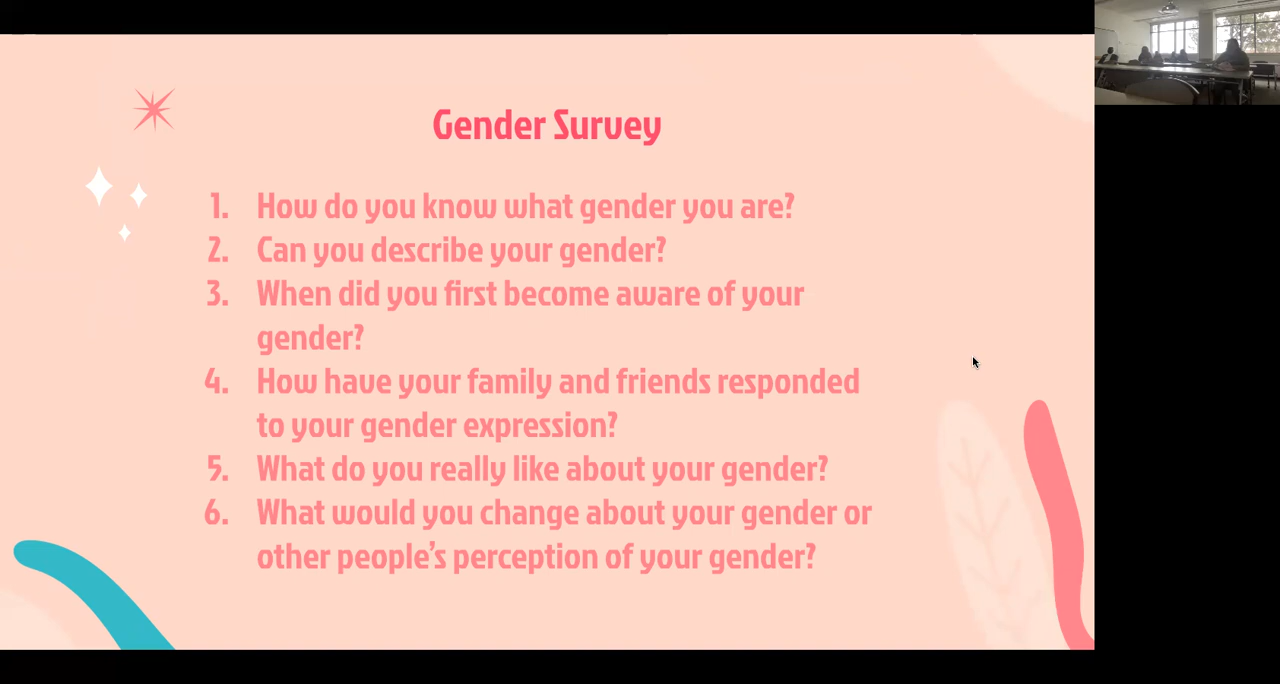 Gender Survey
1. How do you know what gender you are?
2. Can you describe your gender?
3. When did you first become aware of your
gender?
4. How have your family and friends responded
to your gender expression?
5. What do you really like about your gender?
6. What would you change about your gender or
other people’s perception of your gender?